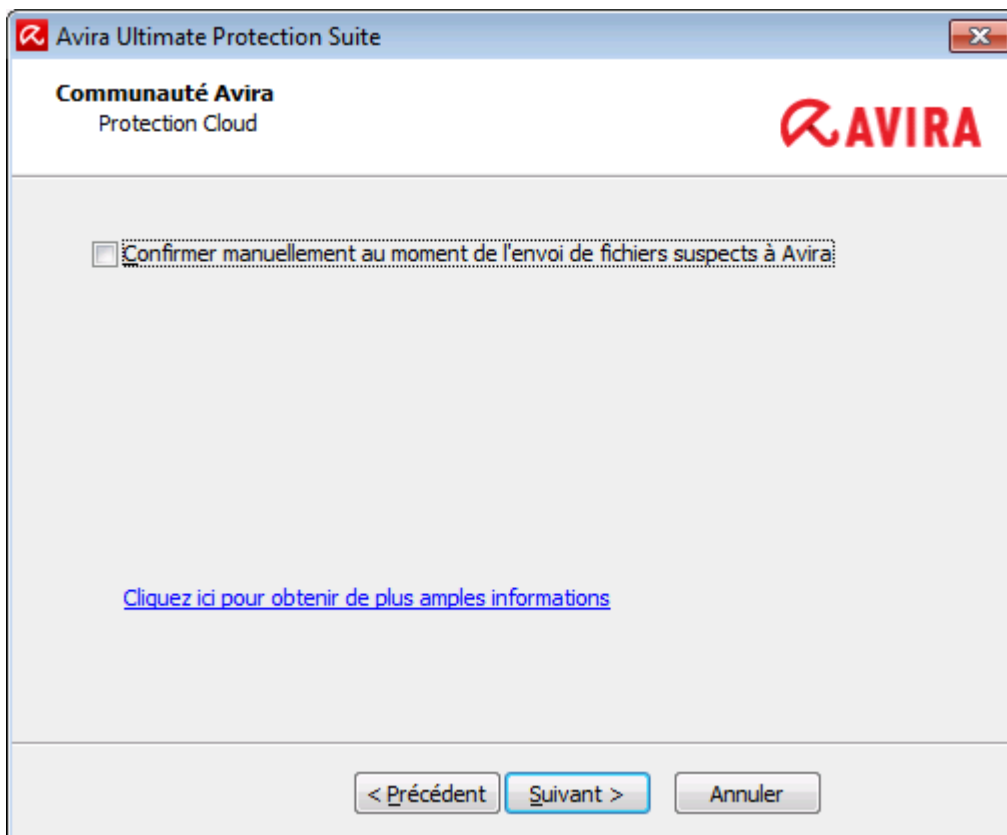 Avira Ultimate Protection Suite
Communauté Avira
Protection Cloud
AVIRA
Confirmer manuellement au moment de l'envoi de fichiers suspects à Avira
Cliquez ici pour obtenir de plus amples informations
< Précédent
Suivant >
Annuler